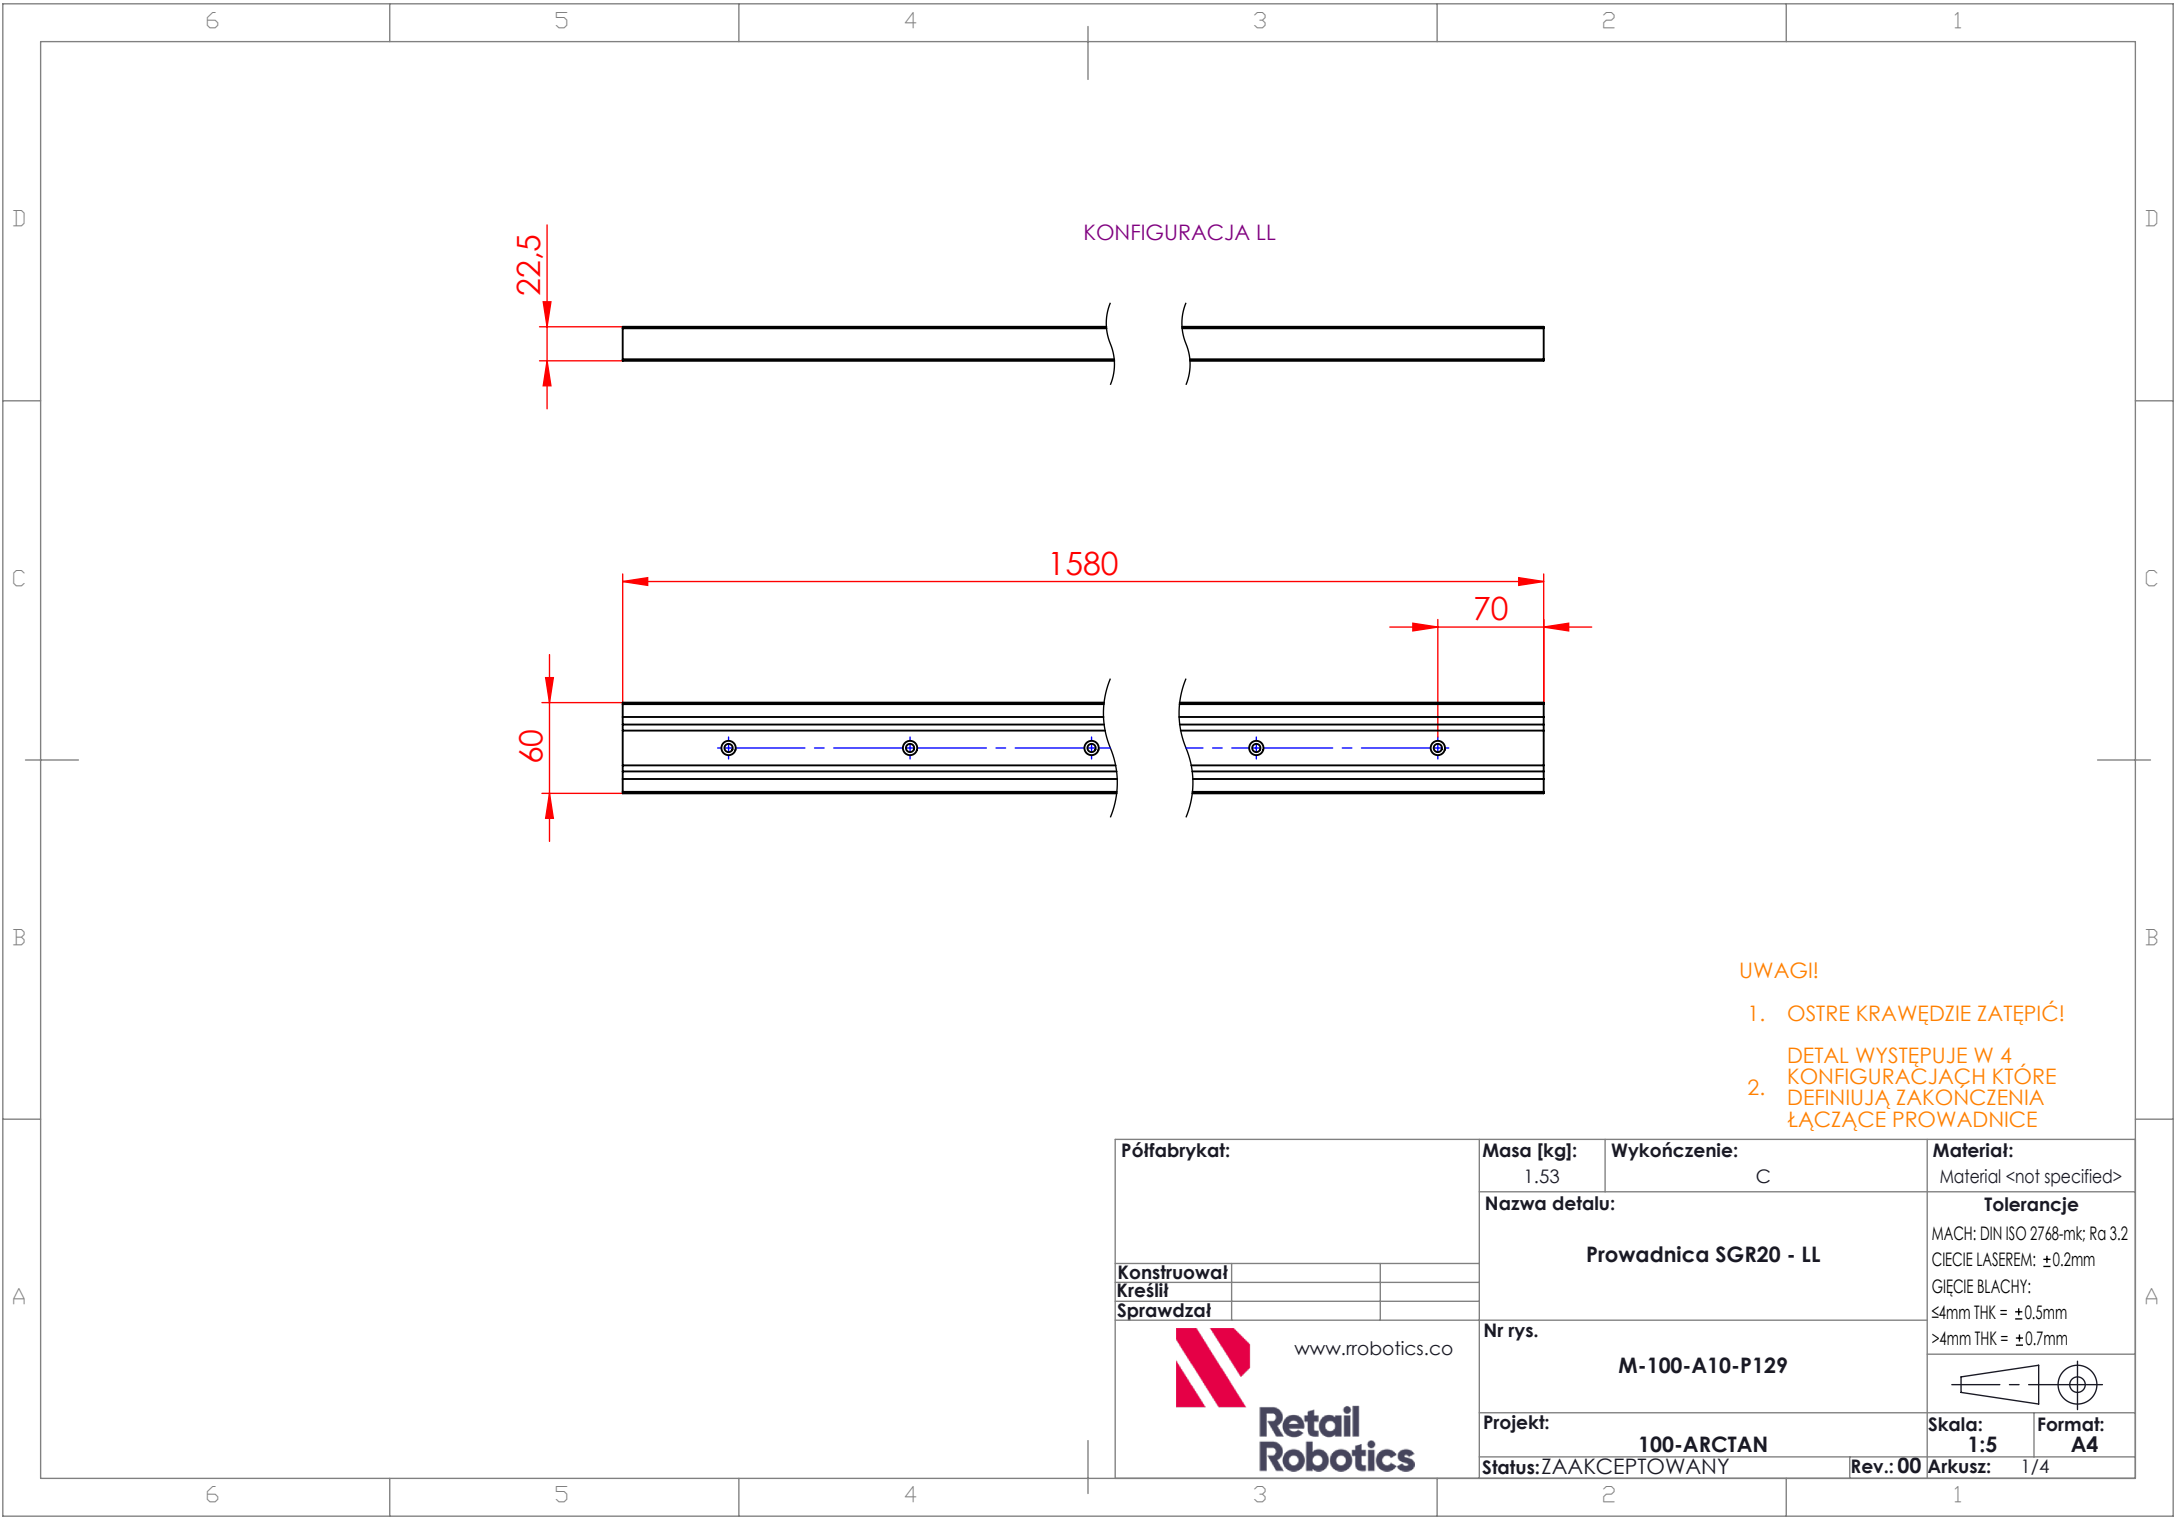 6 5 4 3 2 1
D D
KONFIGURACJA LL
22,5
C C
1580
70
60
B B
UWAGI!
1. OSTRE KRAWĘDZIE ZATĘPIĆ!
2. DETAL WYSTĘPUJE W 4
KONFIGURACJACH KTÓRE
DEFINIUJĄ ZAKOŃCZENIA
ŁĄCZĄCE PROWADNICE
A A
Półfabrykat:
Masa [kg]:
1.53
Wykończenie:
C
Materiał:
Material <not specified>
Nazwa detalu:
Prowadnica SGR20 - LL
Tolerancje
MACH: DIN ISO 2768-mk; Ra 3.2
CIECIE LASEREM: ±0.2mm
GIĘCIE BLACHY:
≤4mm THK = ±0.5mm
>4mm THK = ±0.7mm
Konstruował
Kreślił
Sprawdzał
www.rrobotics.co
Retail
Robotics
Nr rys.
M-100-A10-P129
Projekt:
100-ARCTAN
Skala:
1:5
Format:
A4
Status: ZAAKCEPTOWANY
Rev.: 00
Arkusz: 1/4
6 5 4 3 2 1